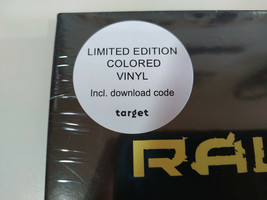 LIMITED EDITION
COLORED
VINYL
Incl. download code
target